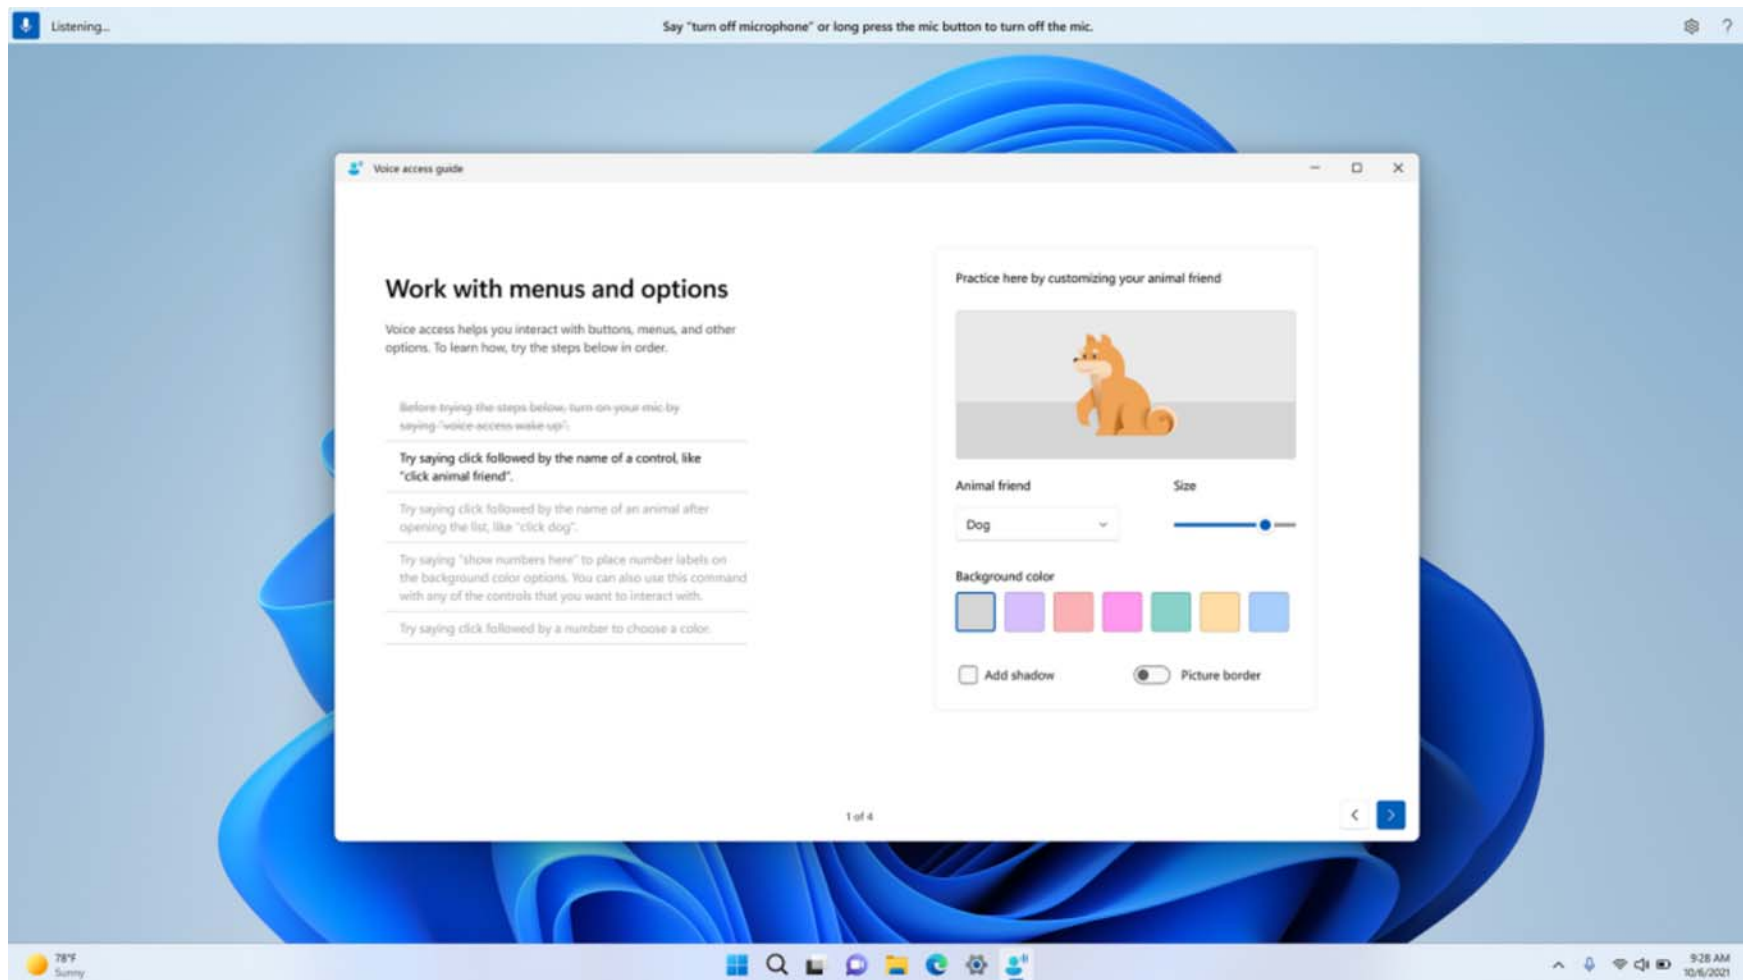 Listening...
Say "turn off microphone" or long press the mic button to turn off the mic.
Voice access guide
Work with menus and options
Voice access helps you interact with buttons, menus, and other
options. To learn how, try the steps below in order.
Before trying the steps below, turn on your mic by
saying "voice access wake up".
Try saying click followed by the name of a control, like
"click animal friend".
Try saying click followed by the name of an animal after
opening the list, like "click dog".
Try saying "show numbers here" to place number labels on
the background color options. You can also use this command
with any of the controls that you want to interact with.
Try saying click followed by a number to choose a color.
Practice here by customizing your animal friend
Animal friend
Size
Dog
Background color
Add shadow
Picture border
1 of 4
78°F
Sunny
9:28 AM
10/6/2021